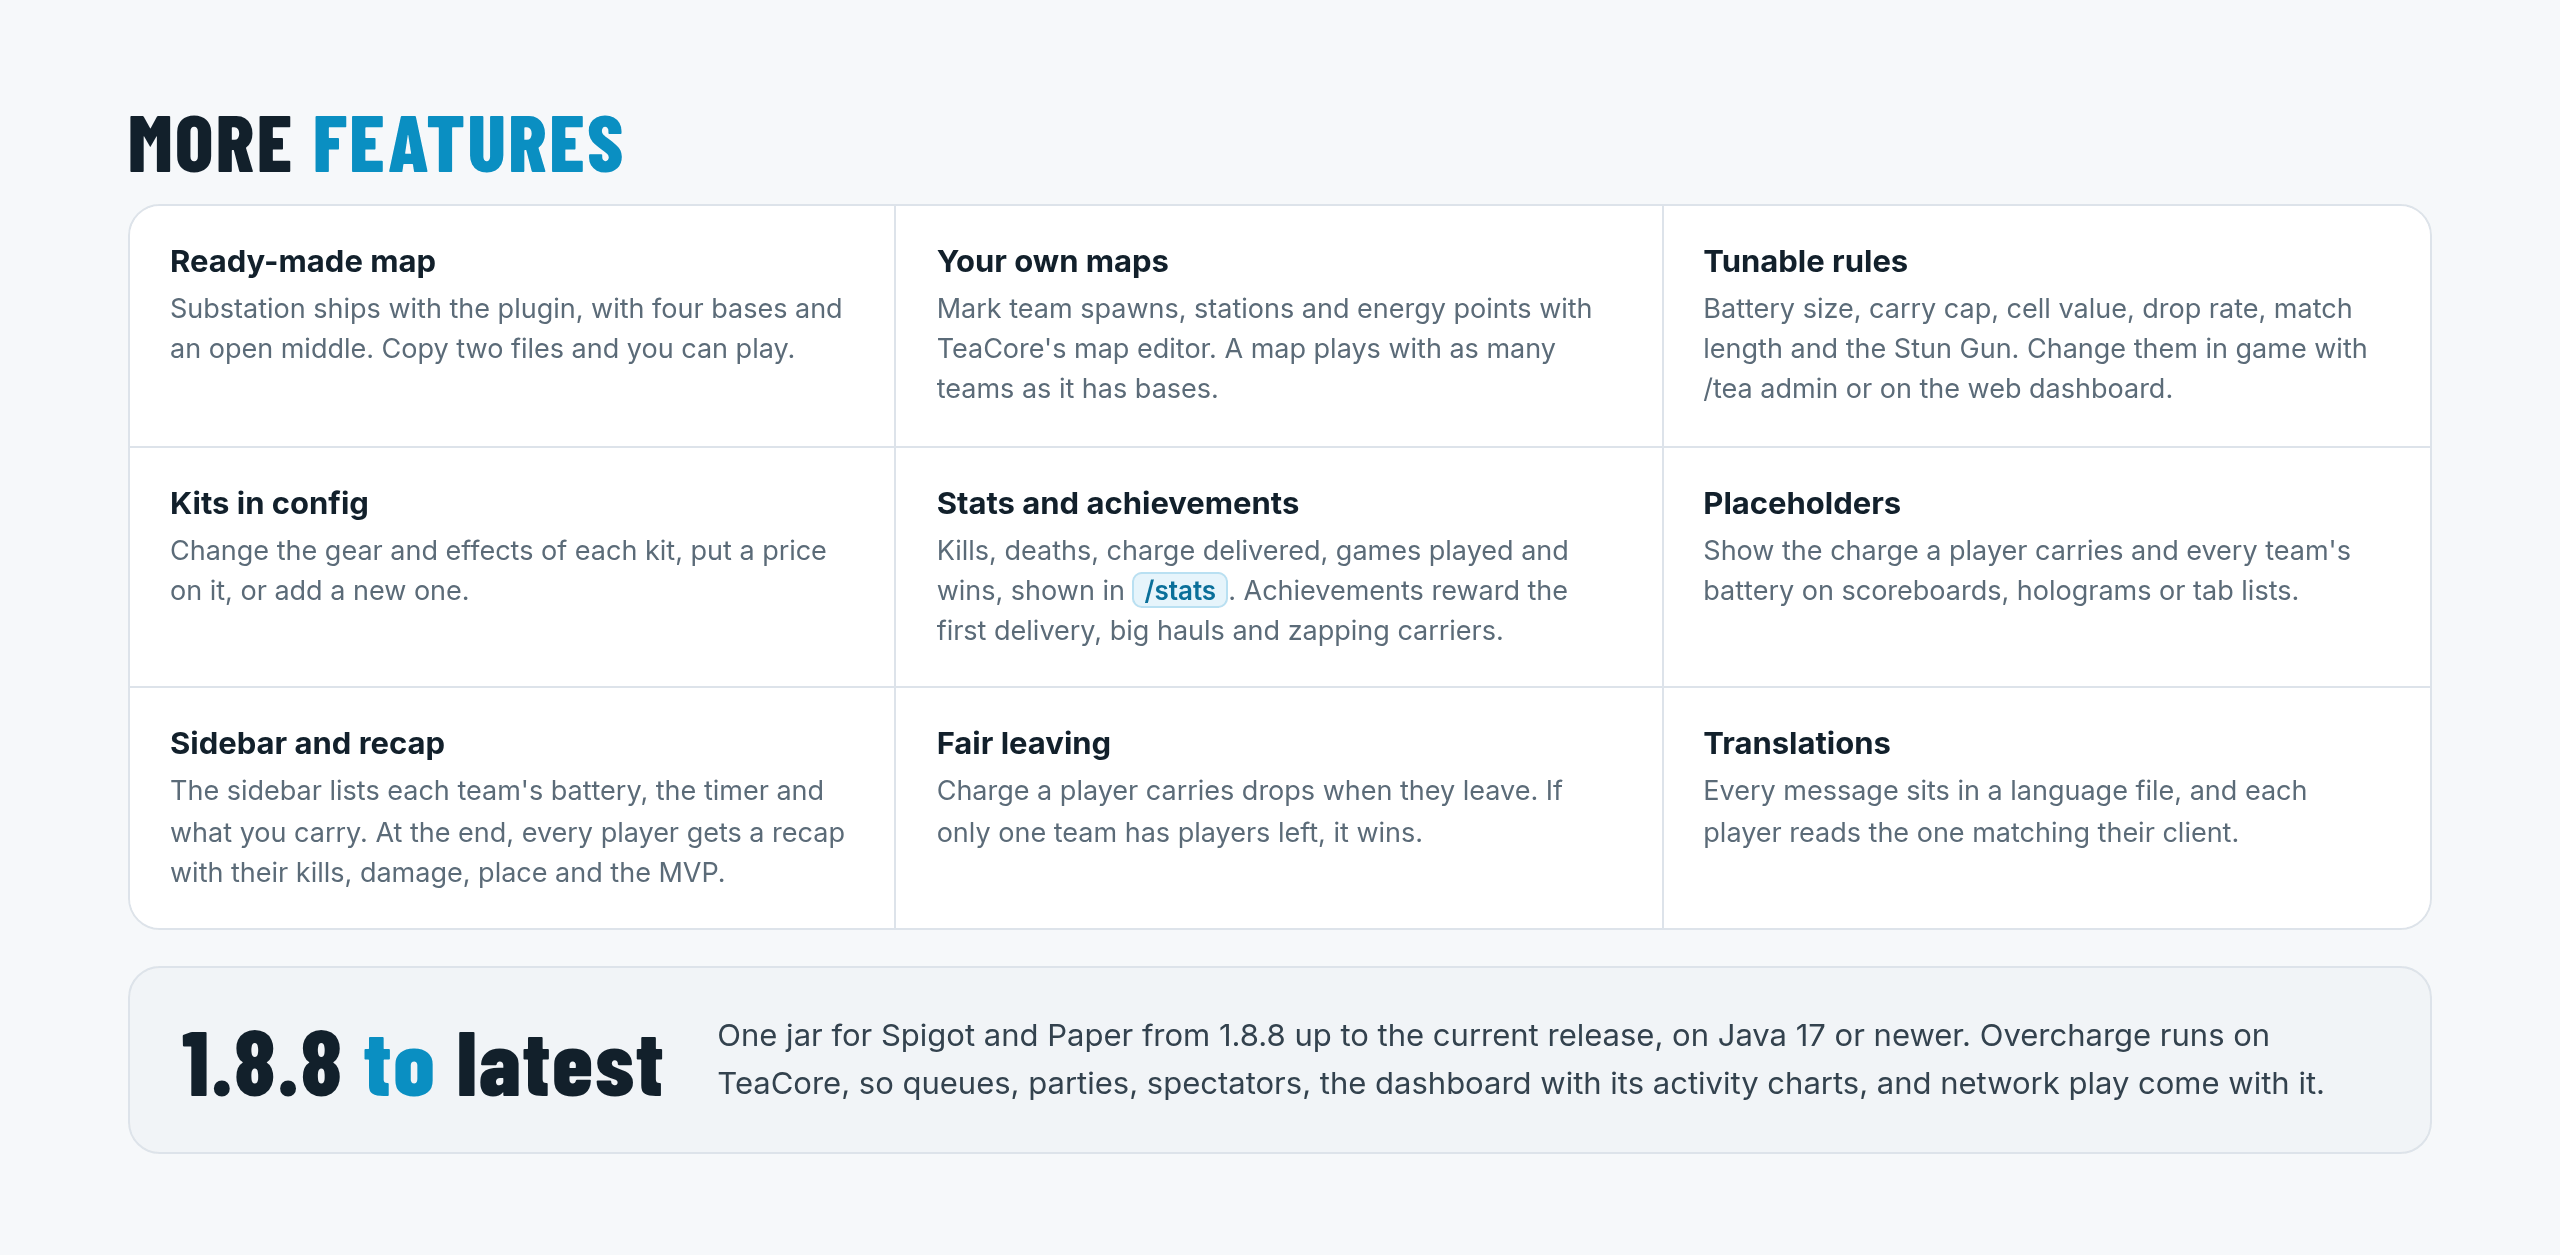 MORE FEATURES
Ready-made map
Substation ships with the plugin, with four bases and
an open middle. Copy two files and you can play.
Your own maps
Mark team spawns, stations and energy points with
TeaCore's map editor. A map plays with as many
teams as it has bases.
Tunable rules
Battery size, carry cap, cell value, drop rate, match
length and the Stun Gun. Change them in game with
/tea admin or on the web dashboard.
Kits in config
Change the gear and effects of each kit, put a price
on it, or add a new one.
Stats and achievements
Kills, deaths, charge delivered, games played and
wins, shown in /stats. Achievements reward the
first delivery, big hauls and zapping carriers.
Placeholders
Show the charge a player carries and every team's
battery on scoreboards, holograms or tab lists.
Sidebar and recap
The sidebar lists each team's battery, the timer and
what you carry. At the end, every player gets a recap
with their kills, damage, place and the MVP.
Fair leaving
Charge a player carries drops when they leave. If
only one team has players left, it wins.
Translations
Every message sits in a language file, and each
player reads the one matching their client.
1.8.8 to latest
One jar for Spigot and Paper from 1.8.8 up to the current release, on Java 17 or newer. Overcharge runs on
TeaCore, so queues, parties, spectators, the dashboard with its activity charts, and network play come with it.